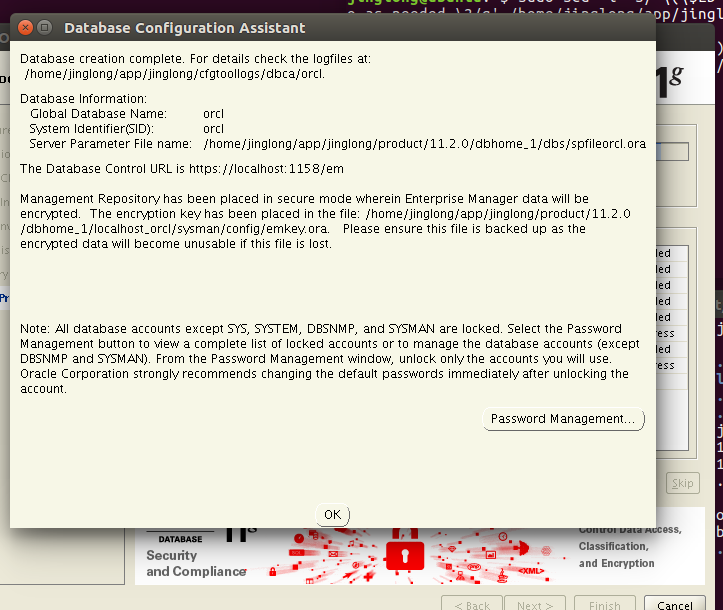 Database Configuration Assistant
Database creation complete. For details check the logfiles at:
/home/jinglong/app/jinglong/cfgtoollogs/dbca/orcl.
Database Information:
Global Database Name: orcl
System Identifier(SID): orcl
Server Parameter File name: /home/jinglong/app/jinglong/product/11.2.0/dbhome_1/dbs/spfileorcl.ora
The Database Control URL is https://localhost:1158/em
Management Repository has been placed in secure mode wherein Enterprise Manager data will be
encrypted. The encryption key has been placed in the file: /home/jinglong/app/jinglong/product/11.2.0
/dbhome_1/localhost_orcl/sysman/config/emkey.ora. Please ensure this file is backed up as the
encrypted data will become unusable if this file is lost.
Note: All database accounts except SYS, SYSTEM, DBSNMP, and SYSMAN are locked. Select the Password
Management button to view a complete list of locked accounts or to manage the database accounts (except
DBSNMP and SYSMAN). From the Password Management window, unlock only the accounts you will use.
Oracle Corporation strongly recommends changing the default passwords immediately after unlocking the
account.
Password Management...
OK
Skip
DATABASE 11g
Security
and Compliance
<XML>
Control Data Access,
Classification,
and Encryption
< Back
Next >
Finish
Cancel